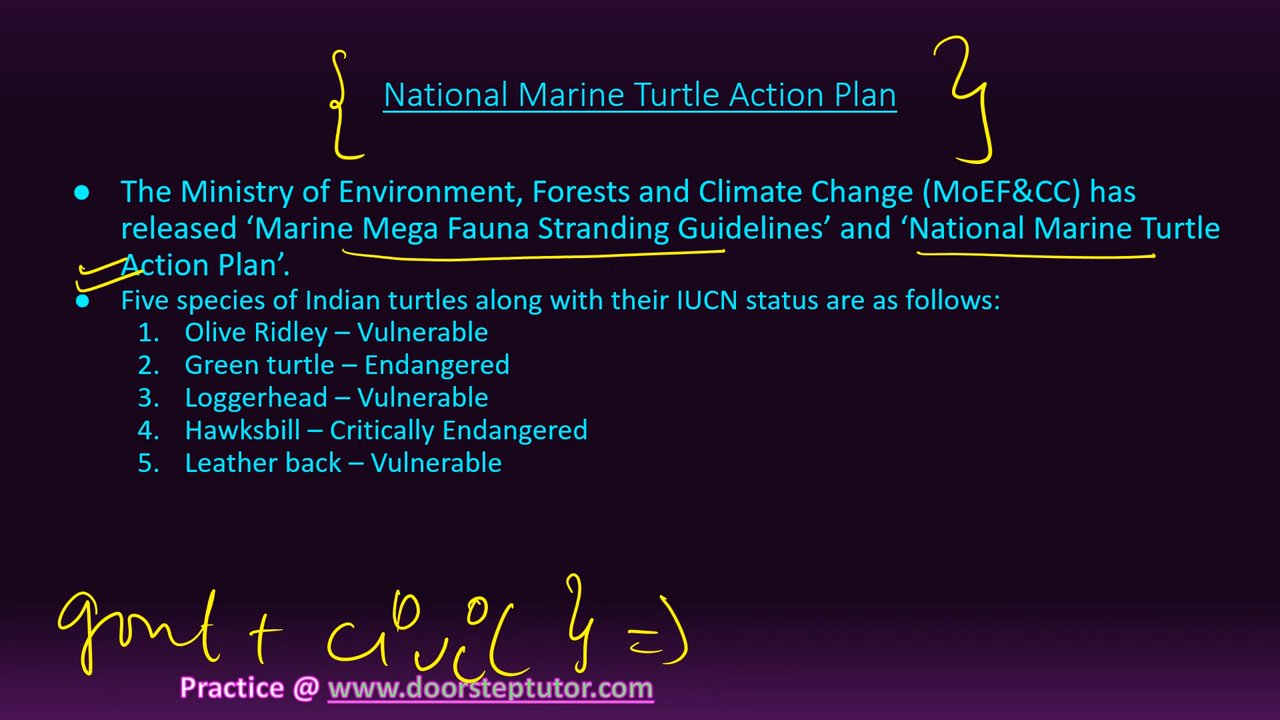 National Marine Turtle Action Plan
● The Ministry of Environment, Forests and Climate Change (MoEF&CC) has
released ‘Marine Mega Fauna Stranding Guidelines’ and ‘National Marine Turtle
Action Plan’.
● Five species of Indian turtles along with their IUCN status are as follows:
1. Olive Ridley – Vulnerable
2. Green turtle – Endangered
3. Loggerhead – Vulnerable
4. Hawksbill – Critically Endangered
5. Leather back – Vulnerable
govt + civil } =>
Practice @ www.doorsteptutor.com